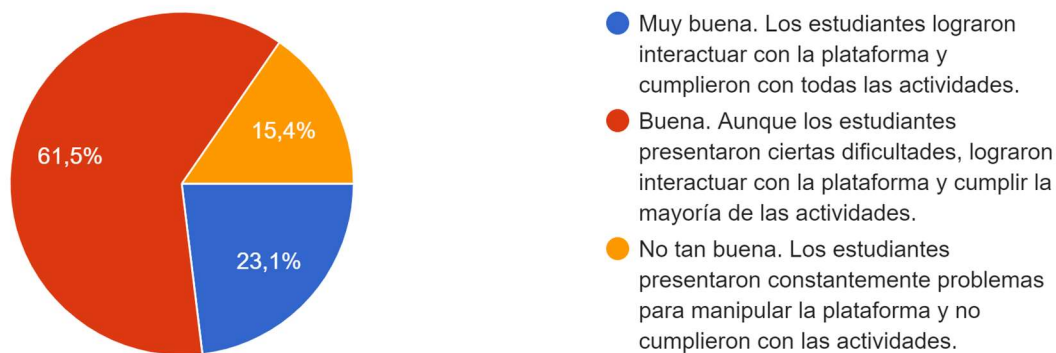 61,5%
15,4%
23,1%
Muy buena. Los estudiantes lograron
interactuar con la plataforma y
cumplieron con todas las actividades.
Buena. Aunque los estudiantes
presentaron ciertas dificultades, lograron
interactuar con la plataforma y cumplir la
mayoría de las actividades.
No tan buena. Los estudiantes
presentaron constantemente problemas
para manipular la plataforma y no
cumplieron con las actividades.